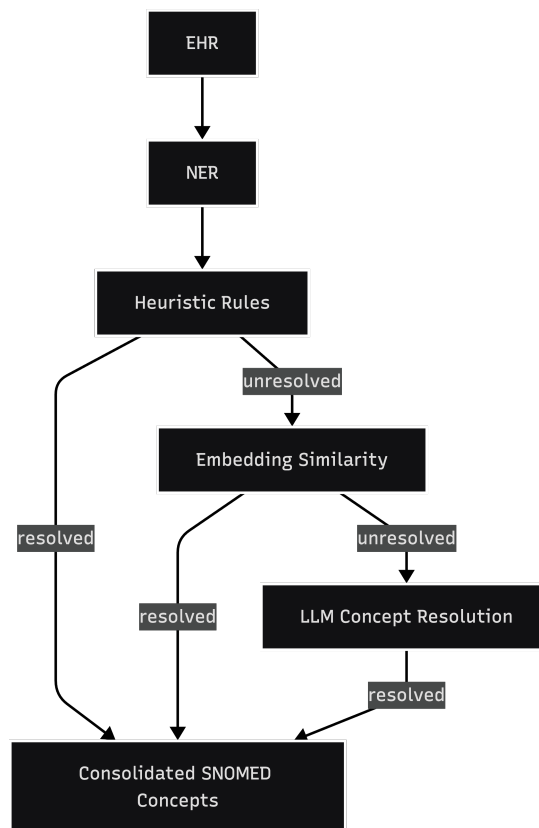 EHR
NER
Heuristic Rules
unresolved
Embedding Similarity
resolved
unresolved
resolved
LLM Concept Resolution
resolved
Consolidated SNOMED
Concepts